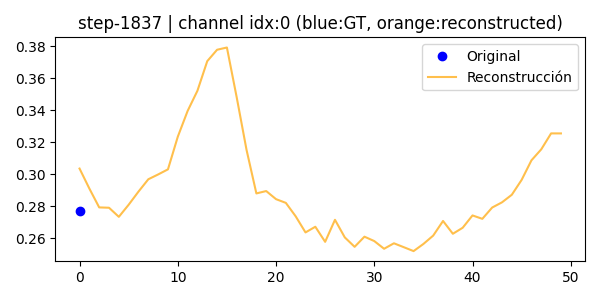 step-1837 | channel idx:0 (blue:GT, orange:reconstructed)
Original
Reconstrucción
0.38
0.36
0.34
0.32
0.30
0.28
0.26
0 10 20 30 40 50